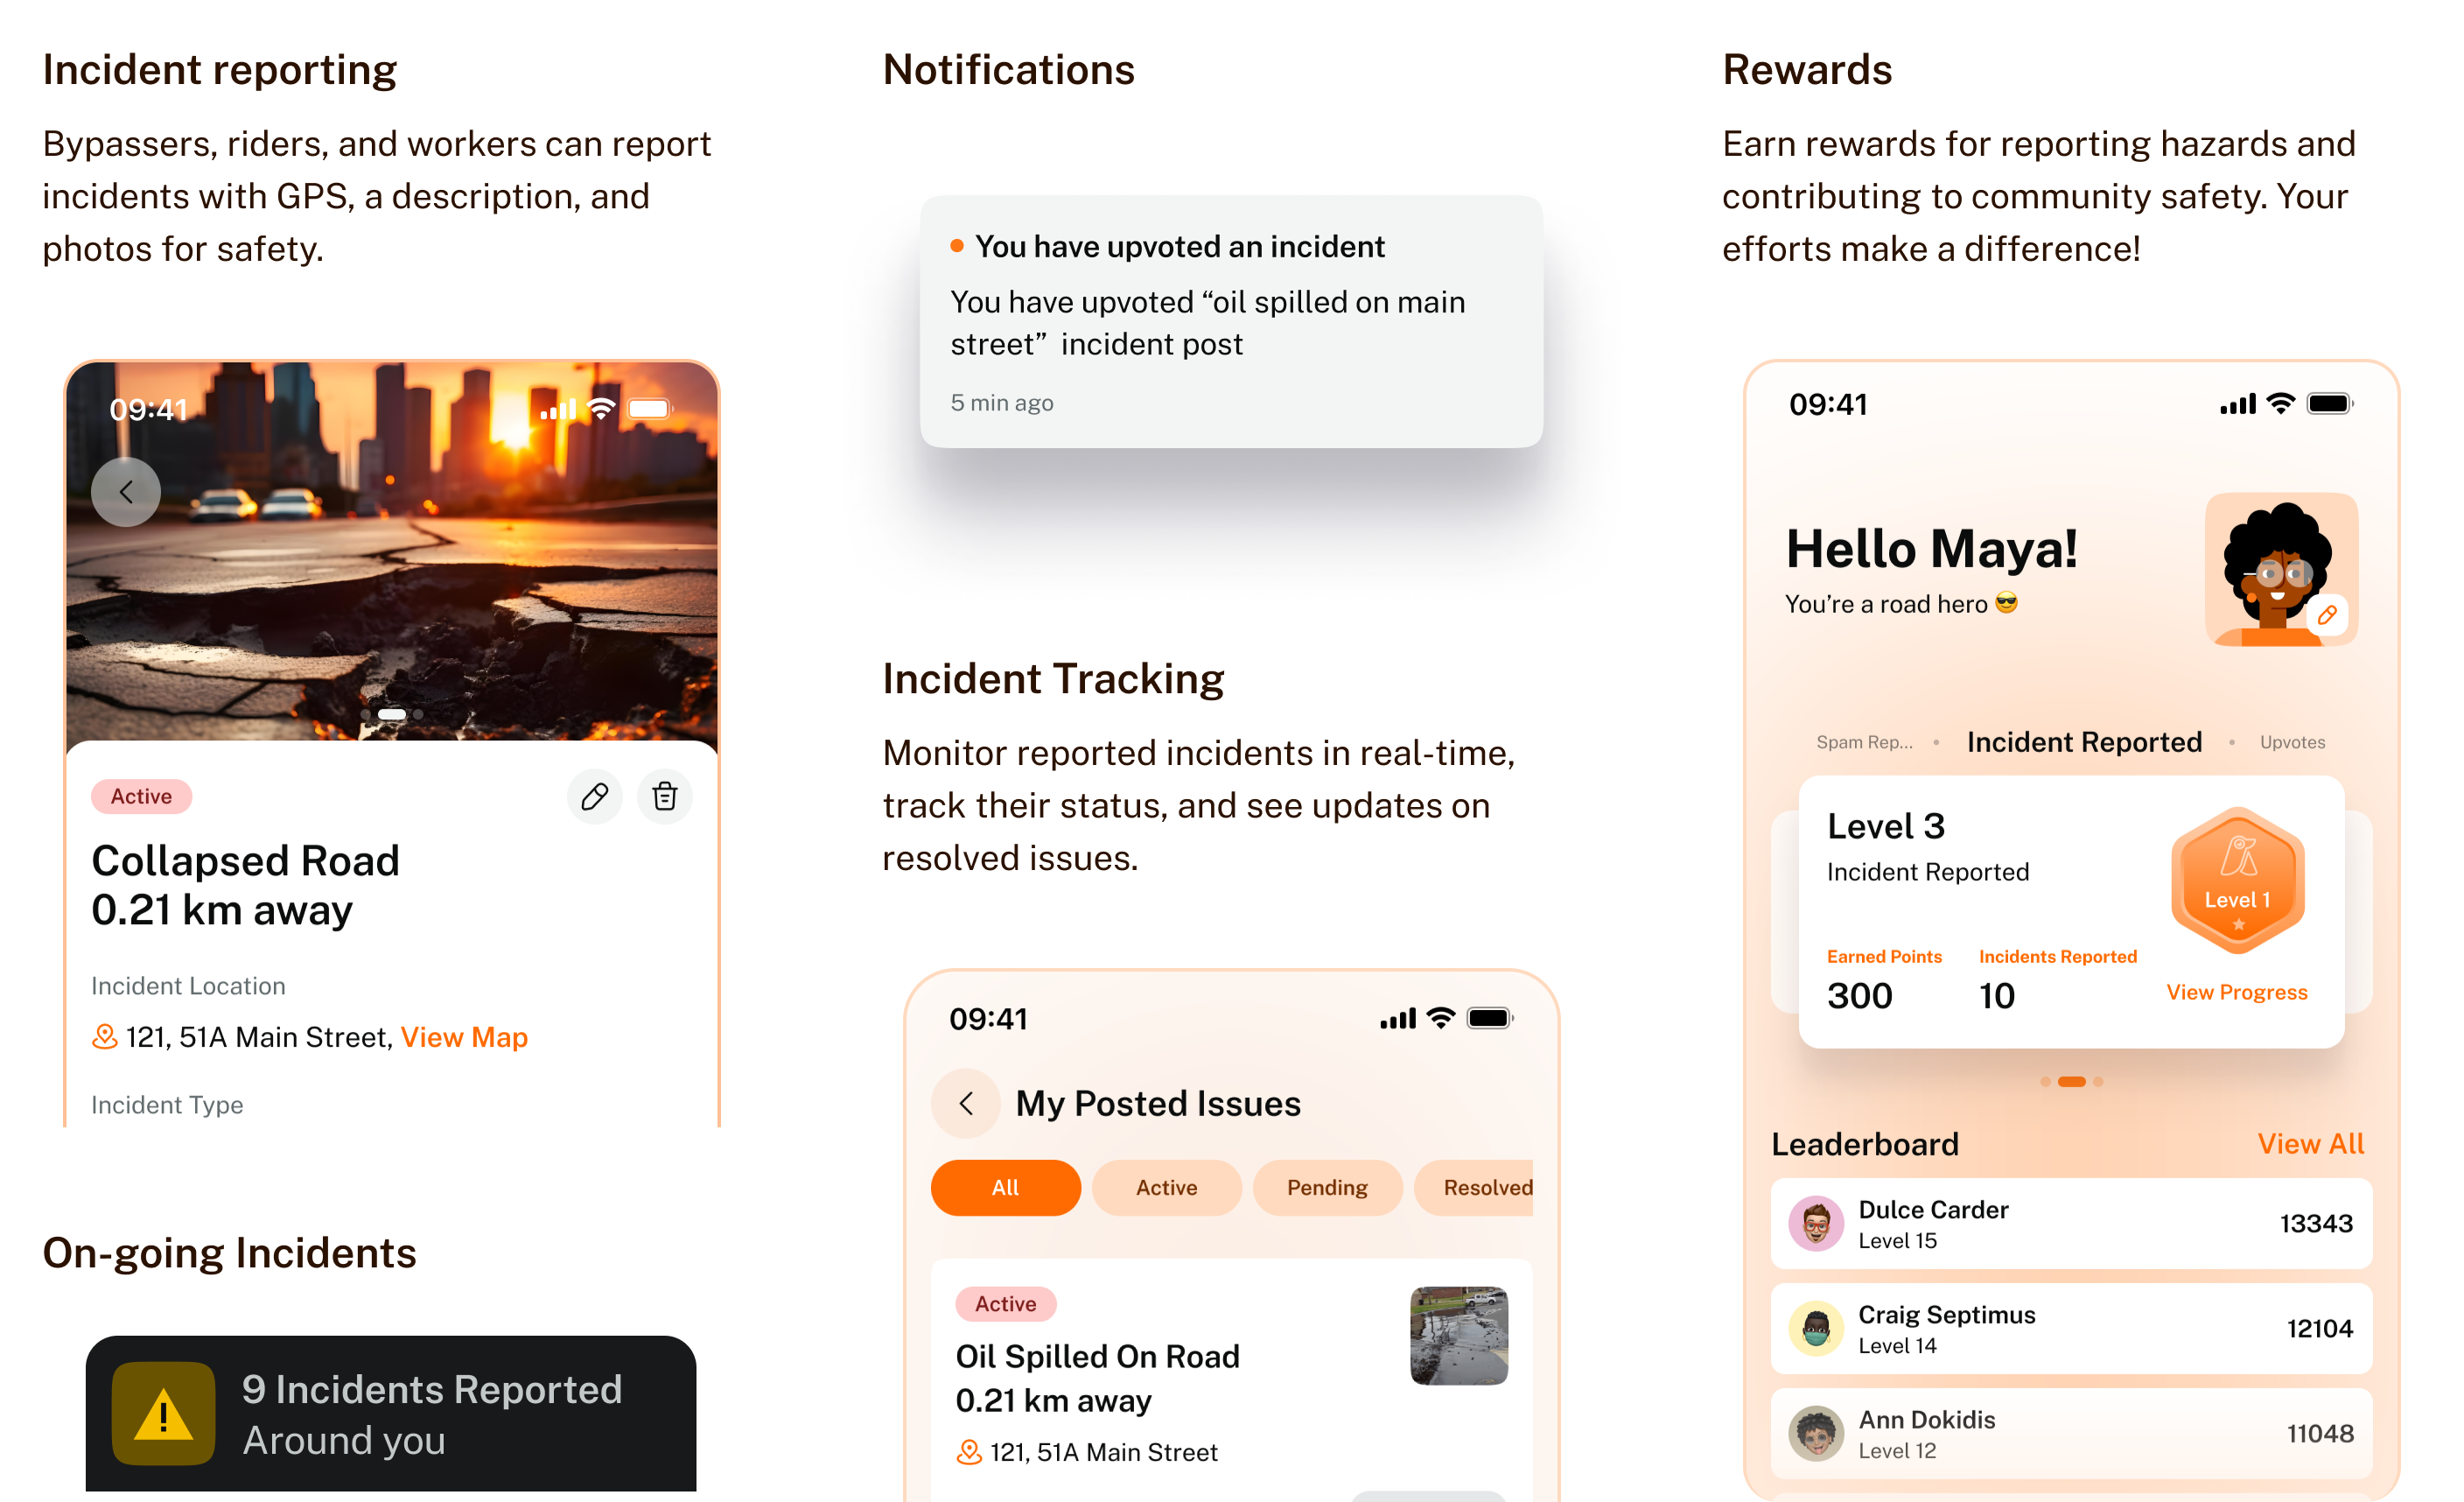 Incident reporting
Bypassers, riders, and workers can report
incidents with GPS, a description, and
photos for safety.
09:41
Active
Collapsed Road
0.21 km away
Incident Location
121, 51A Main Street, View Map
Incident Type
On-going Incidents
9 Incidents Reported
Around you
Notifications
You have upvoted an incident
You have upvoted “oil spilled on main
street”  incident post
5 min ago
Incident Tracking
Monitor reported incidents in real-time,
track their status, and see updates on
resolved issues.
09:41
My Posted Issues
All Active Pending Resolved
Active
Oil Spilled On Road
0.21 km away
121, 51A Main Street
Rewards
Earn rewards for reporting hazards and
contributing to community safety. Your
efforts make a difference!
09:41
Hello Maya!
You’re a road hero 😎
Spam Rep... • Incident Reported • Upvotes
Level 3
Incident Reported
Level 1
Earned Points Incidents Reported
300 10
View Progress
Leaderboard View All
Dulce Carder
Level 15
13343
Craig Septimus
Level 14
12104
Ann Dokidis
Level 12
11048